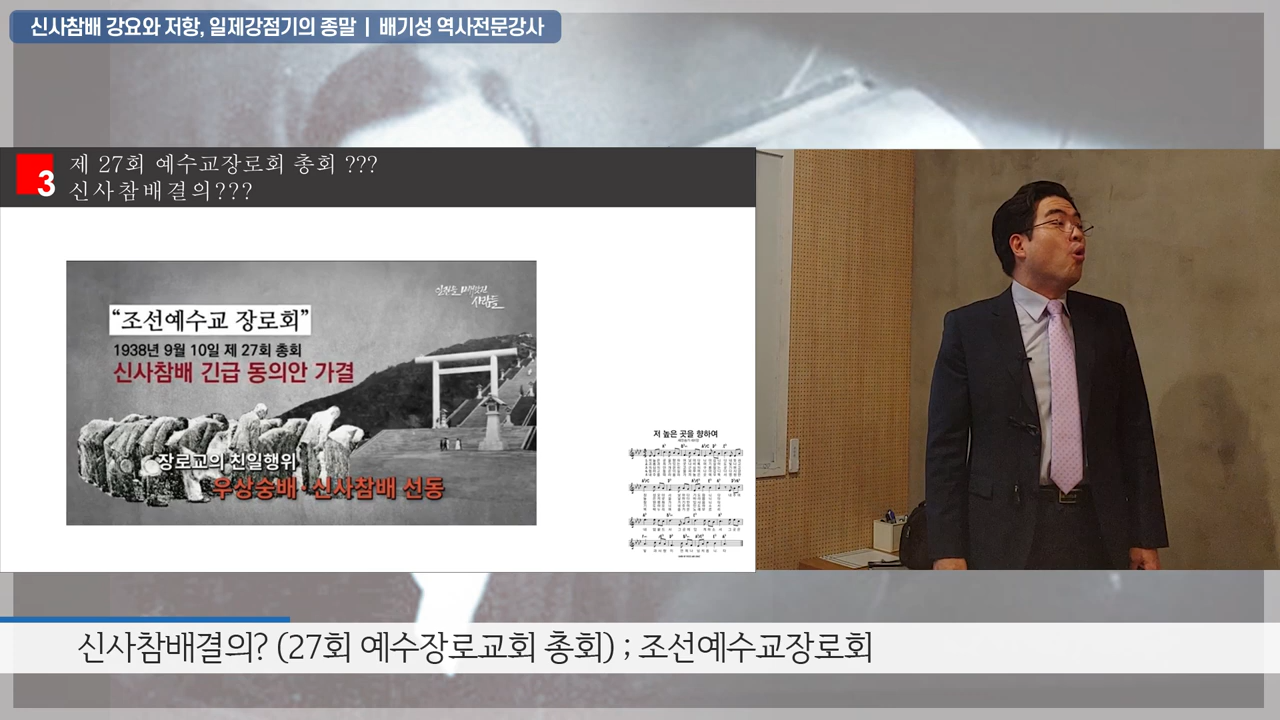 신사참배 강요와 저항, 일제강점기의 종말 | 배기성 역사전문강사
3
제 27회 예수교장로회 총회 ???
신사참배결의???
“조선예수교 장로회”
1938년 9월 10일 제 27회 총회
신사참배 긴급 동의안 가결
장로교의 친일행위
우상숭배·신사참배 선동
저 높은 곳을 향하여
신사참배결의? (27회 예수장로교회 총회) ; 조선예수교장로회